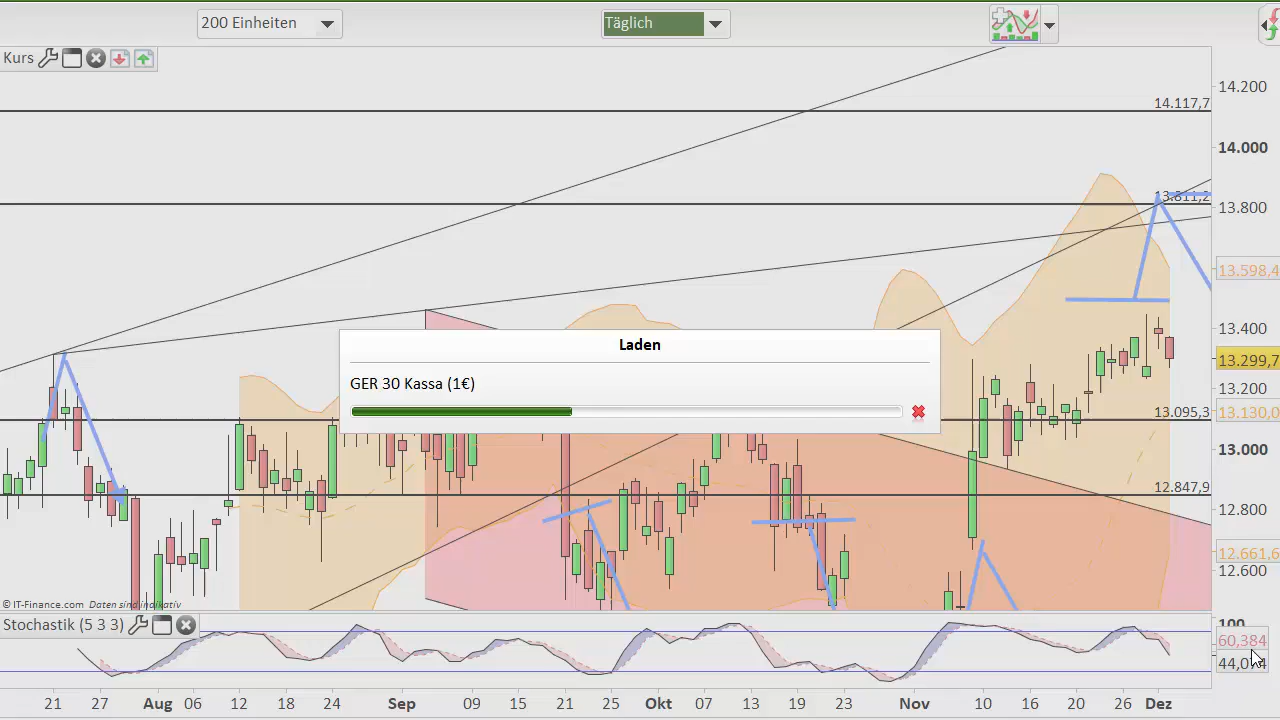 200 Einheiten
Täglich
Kurs
14.200
14.117,7
14.000
13.811,2
13.800
13.598,4
13.400
13.299,7
13.200
13.130,0
13.095,3
13.000
12.847,9
12.800
12.661,6
12.600
Laden
GER 30 Kassa (1€)
© IT-Finance.com Daten sind indikativ
Stochastik (5 3 3)
100
60,384
21 27 Aug 06 12 18 24 Sep 09 15 21 Okt 07 13 19 23 Nov 10 16 20 26 Dez